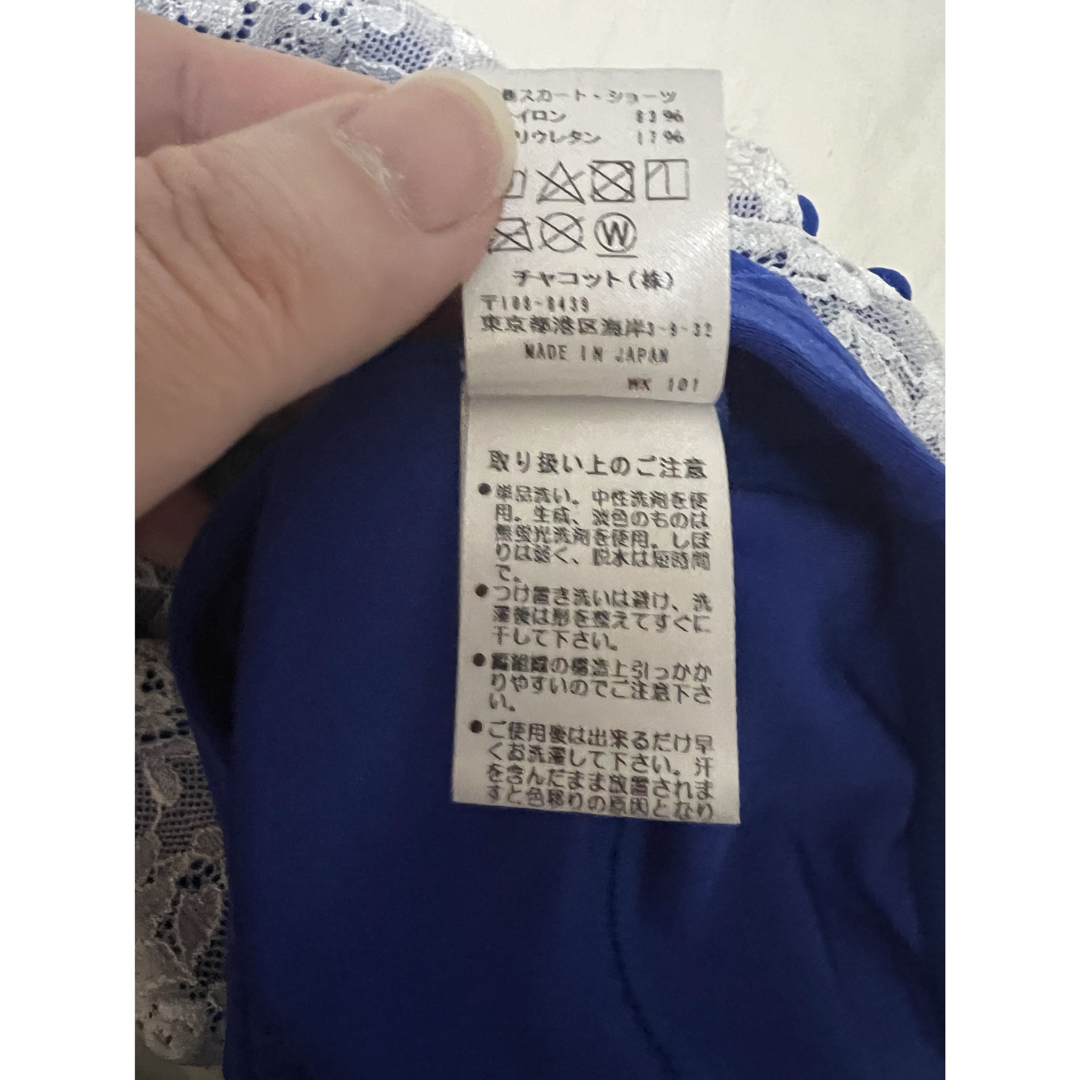 スカート・ショーツ
イロン 83%
リウレタン 17%
W
チャコット(株)
〒108-8439
東京都港区海岸3-9-32
MADE IN JAPAN
WK 101
取り扱い上のご注意
●単品洗い。中性洗剤を使
用。生成、淡色のものは
無蛍光洗剤を使用。しぼ
りは弱く、脱水は短時間
で。
●つけ置き洗いは避け、洗
濯後は形を整えてすぐに
干して下さい。
●編組織の構造上引っかか
りやすいのでご注意下さ
い。
●ご使用後は出来るだけ早
くお洗濯して下さい。汗
を含んだまま放置されま
すと色移りの原因となり